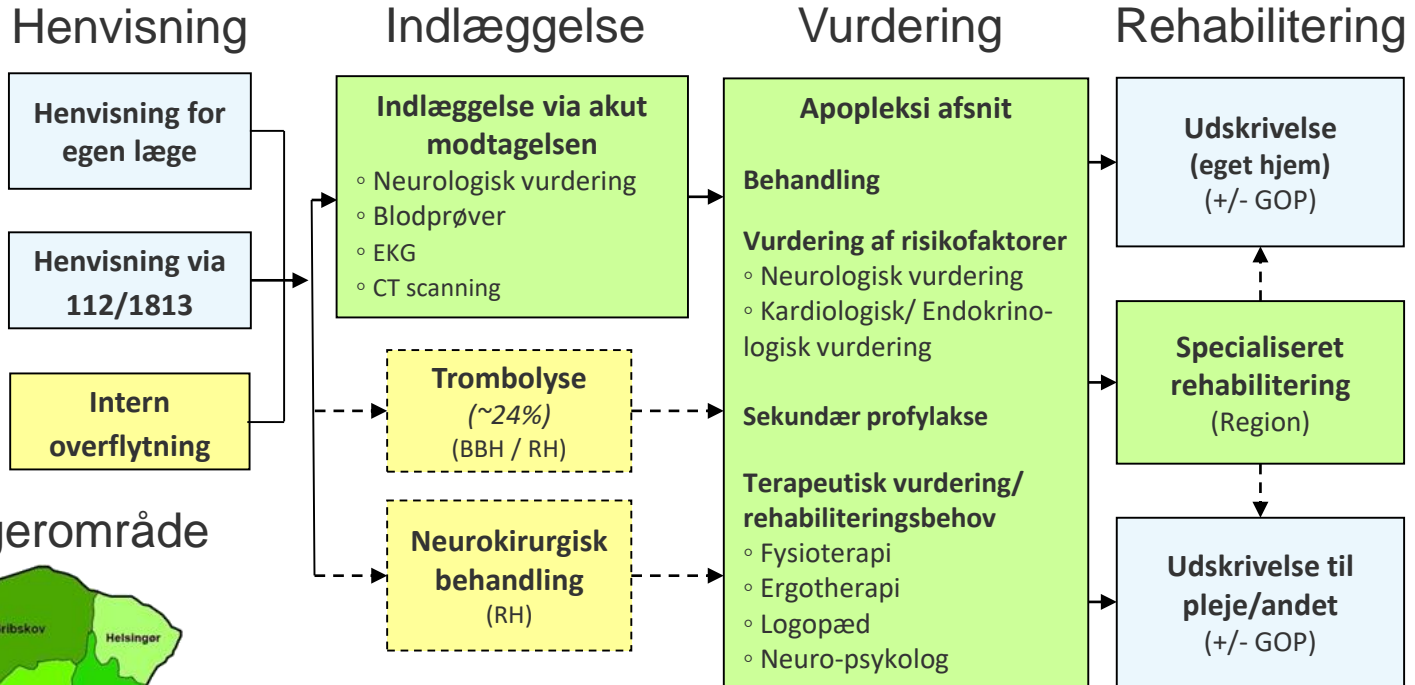 Henvisning
Indlæggelse
Vurdering
Rehabilitering
Henvisning for
egen læge
Henvisning via
112/1813
Intern
overflytning
Indlæggelse via akut
modtagelsen
◦ Neurologisk vurdering
◦ Blodprøver
◦ EKG
◦ CT scanning
Trombolyse
(~24%)
(BBH / RH)
Neurokirurgisk
behandling
(RH)
Apopleksi afsnit
Behandling
Vurdering af risikofaktorer
◦ Neurologisk vurdering
◦ Kardiologisk/ Endokrino-
logisk vurdering
Sekundær profylakse
Terapeutisk vurdering/
rehabiliteringsbehov
◦ Fysioterapi
◦ Ergotherapi
◦ Logopæd
◦ Neuro-psykolog
Udskrivelse
(eget hjem)
(+/- GOP)
Specialiseret
rehabilitering
(Region)
Udskrivelse til
pleje/andet
(+/- GOP)
gerområde
ribskov
Helsingør